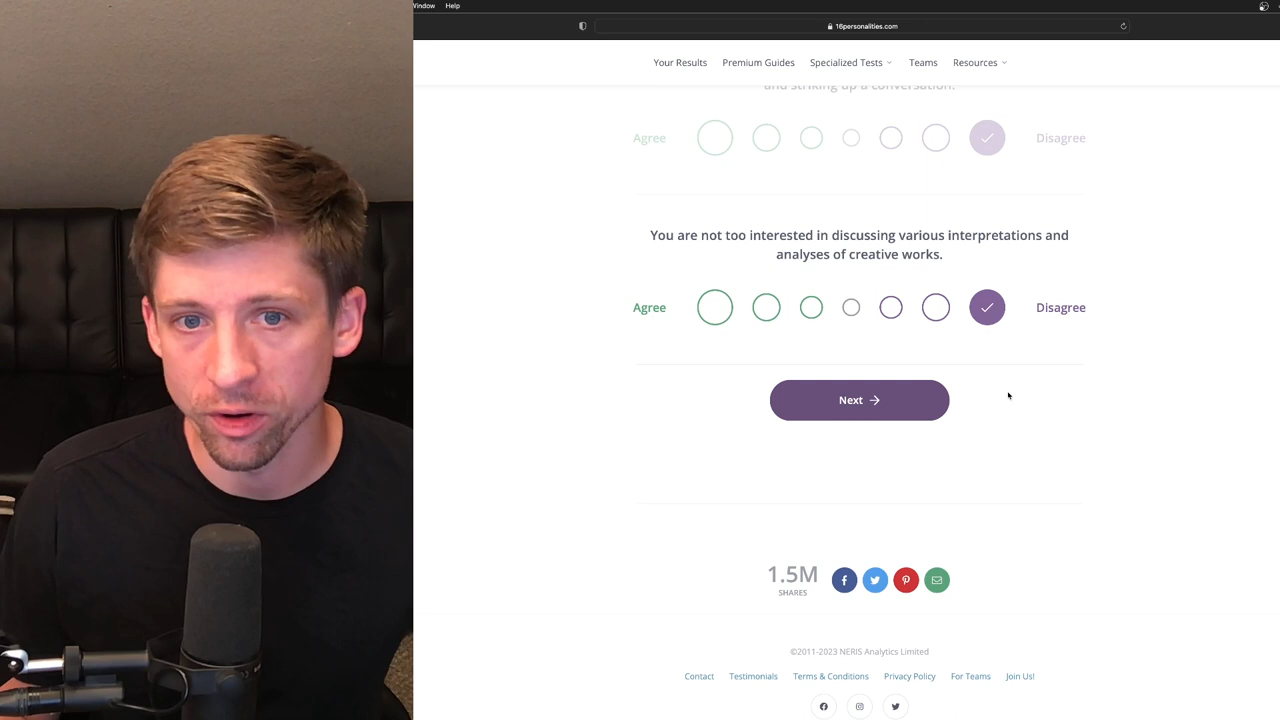 Window Help
16personalities.com
Your Results Premium Guides Specialized Tests Teams Resources
and striking up a conversation.
Agree Disagree
You are not too interested in discussing various interpretations and
analyses of creative works.
Agree Disagree
Next
1.5M
SHARES
©2011-2023 NERIS Analytics Limited
Contact Testimonials Terms & Conditions Privacy Policy For Teams Join Us!